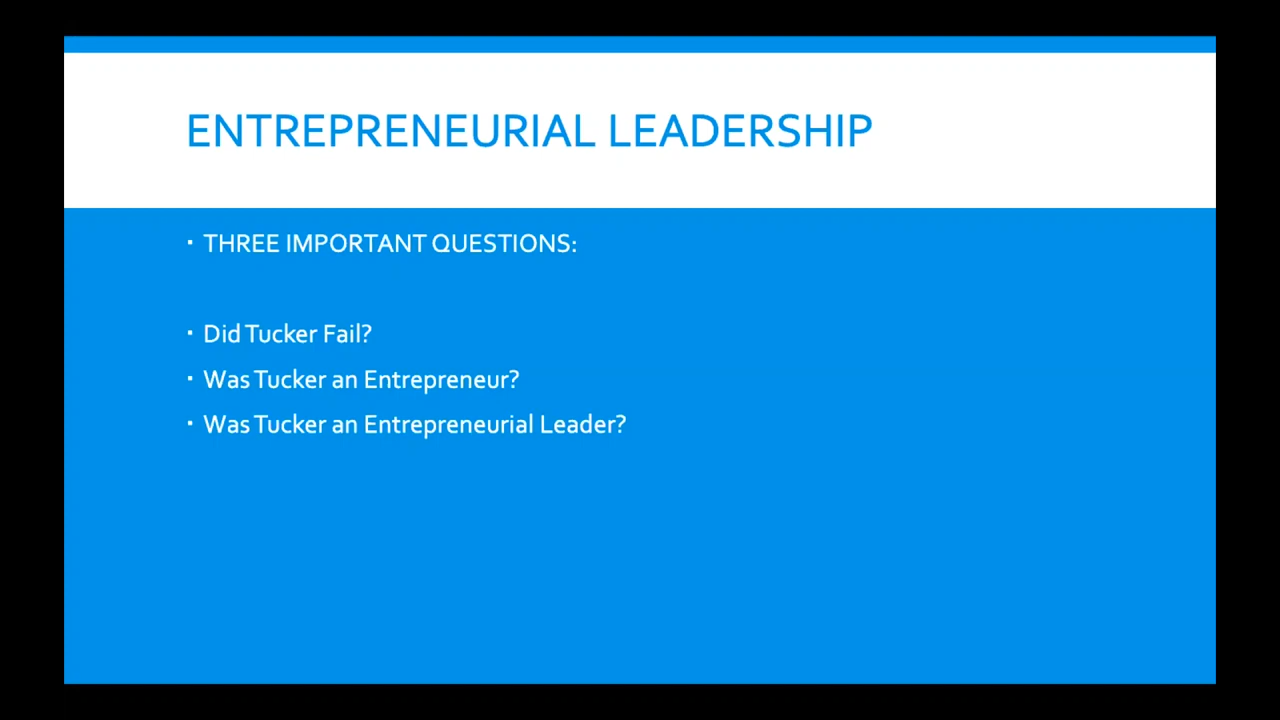 ENTREPRENEURIAL LEADERSHIP
▪ THREE IMPORTANT QUESTIONS:
▪ Did Tucker Fail?
▪ Was Tucker an Entrepreneur?
▪ Was Tucker an Entrepreneurial Leader?